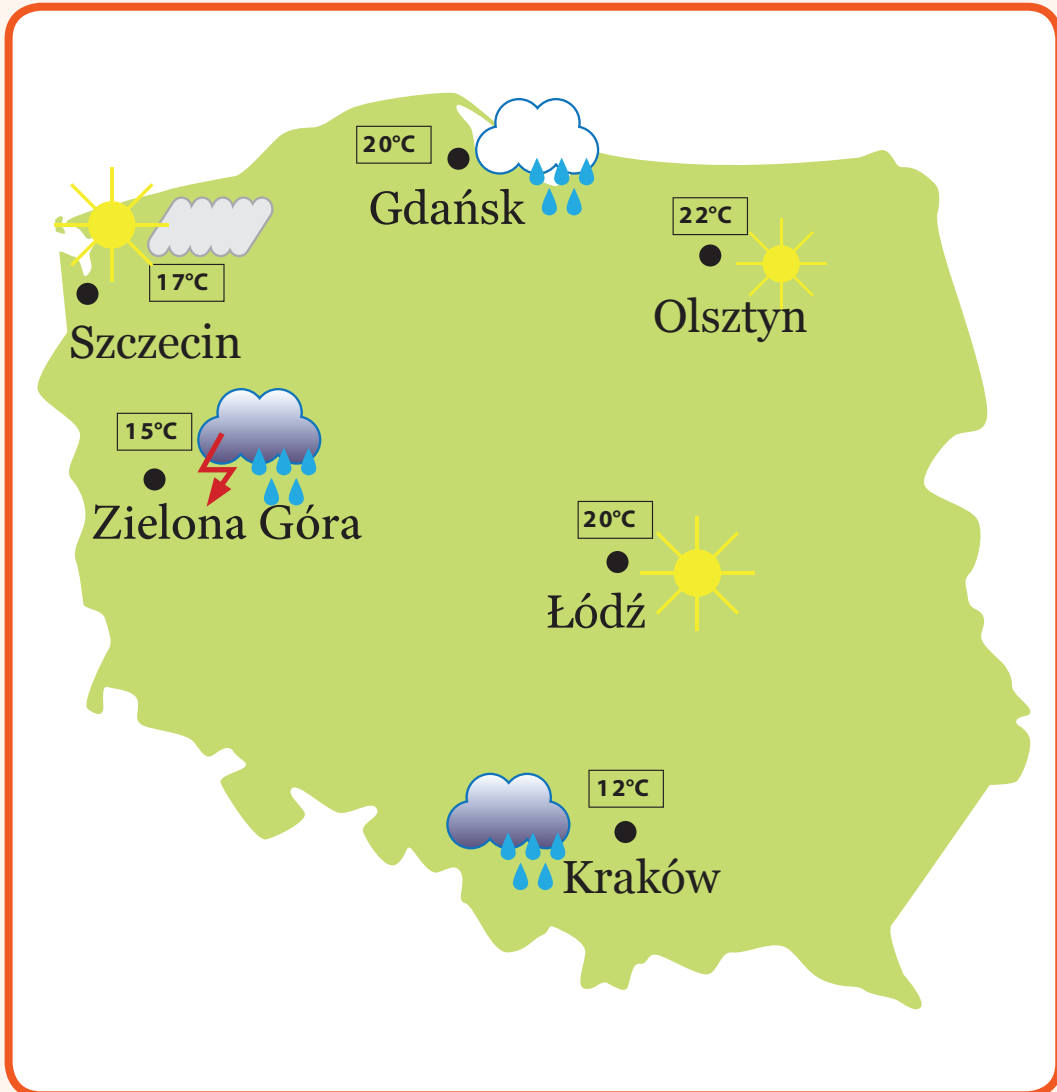 20°C
Gdańsk
22°C
Olsztyn
17°C
Szczecin
15°C
Zielona Góra
20°C
Łódź
12°C
Kraków